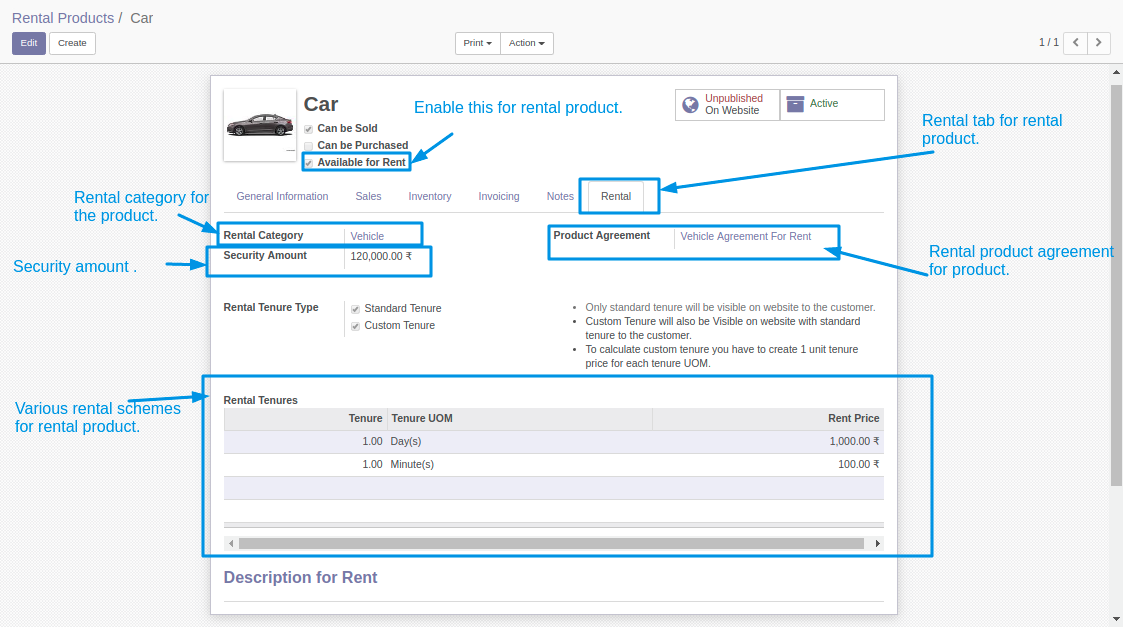 Rental Products / Car
Edit Create Print Action 1 / 1
Car
Can be Sold
Can be Purchased
Available for Rent
Enable this for rental product.
Unpublished
On Website
Active
Rental tab for rental
product.
General Information Sales Inventory Invoicing Notes Rental
Rental category for
the product.
Rental Category Vehicle
Security Amount 120,000.00 ₹
Security amount .
Product Agreement Vehicle Agreement For Rent
Rental product agreement
for product.
Rental Tenure Type
Standard Tenure
Custom Tenure
• Only standard tenure will be visible on website to the customer.
• Custom Tenure will also be Visible on website with standard
tenure to the customer.
• To calculate custom tenure you have to create 1 unit tenure
price for each tenure UOM.
Various rental schemes
for rental product.
Rental Tenures
Tenure Tenure UOM Rent Price
1.00 Day(s) 1,000.00 ₹
1.00 Minute(s) 100.00 ₹
Description for Rent